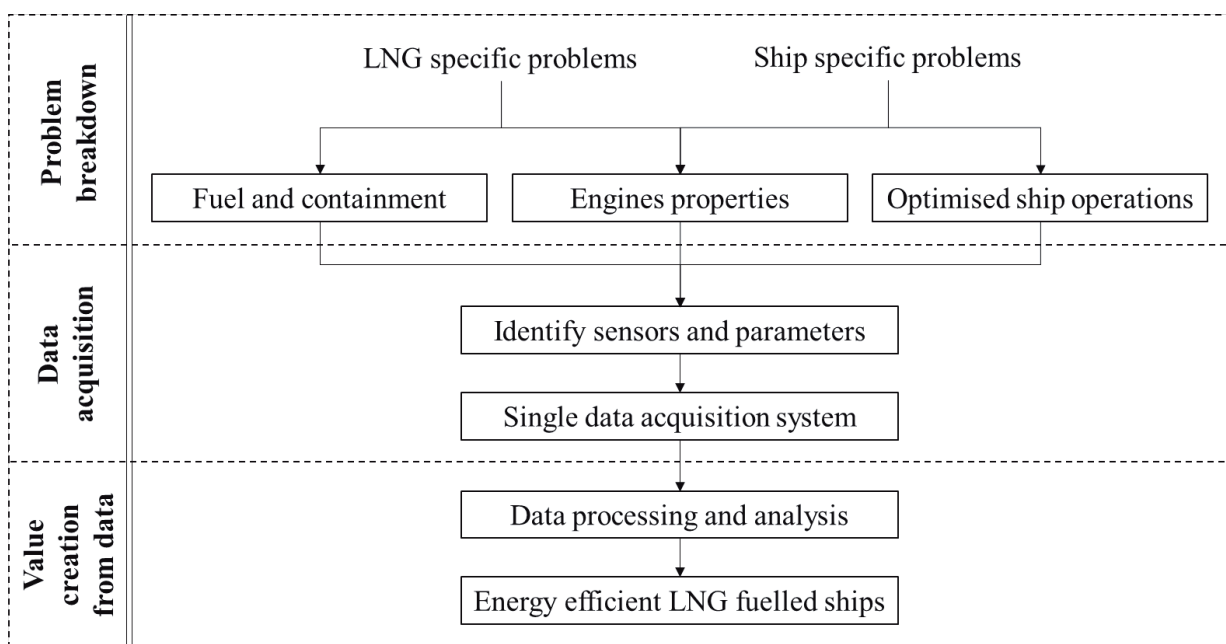 LNG specific problems
Ship specific problems
Problem
breakdown
Fuel and containment
Engines properties
Optimised ship operations
Data
acquisition
Identify sensors and parameters
Single data acquisition system
Value
creation
from data
Data processing and analysis
Energy efficient LNG fuelled ships